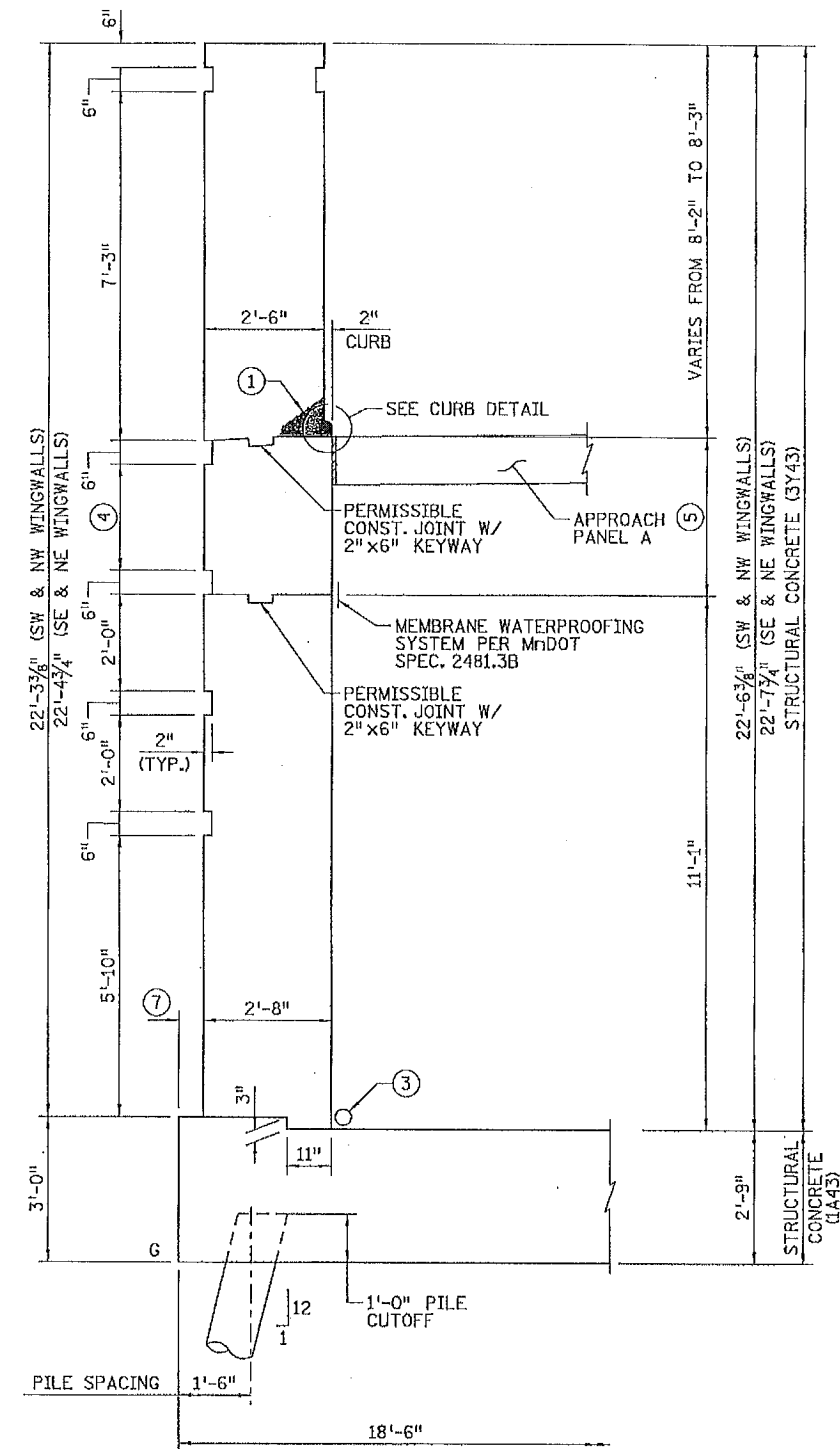 6"
6"
7'-3"
VARIES FROM 8'-2" TO 8'-3"
2'-6"
2"
CURB
1
SEE CURB DETAIL
6"
4
PERMISSIBLE
CONST. JOINT W/
2"x6" KEYWAY
APPROACH
PANEL A
5
22'-3⅜" (SW & NW WINGWALLS)
22'-4¾" (SE & NE WINGWALLS)
22'-6⅜" (SW & NW WINGWALLS)
22'-7¾" (SE & NE WINGWALLS)
STRUCTURAL CONCRETE (3Y43)
6"
2'-0"
MEMBRANE WATERPROOFING
SYSTEM PER MnDOT
SPEC. 2481.3B
PERMISSIBLE
CONST. JOINT W/
2"x6" KEYWAY
6"
2'-0"
2"
(TYP.)
6"
11'-1"
5'-10"
7
2'-8"
3"
3
11"
3'-0"
2'-9"
STRUCTURAL
CONCRETE
(1A43)
G
12
1
1'-0" PILE
CUTOFF
PILE SPACING
1'-6"
18'-6"